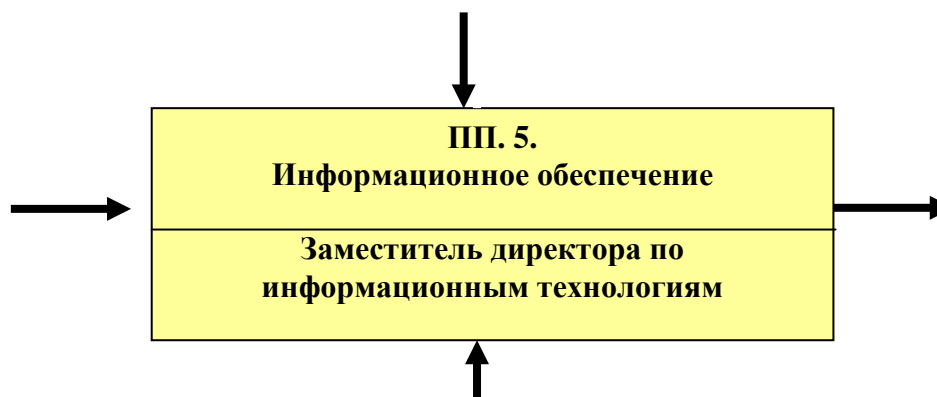 ПП. 5.
Информационное обеспечение
Заместитель директора по
информационным технологиям